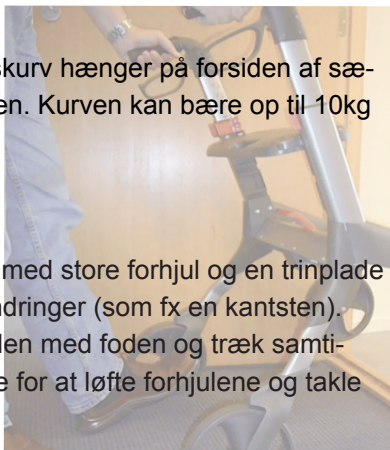 skurv hænger på forsiden af sæ-
en. Kurven kan bære op til 10kg
med store forhjul og en trinplade
ndringer (som fx en kantsten).
den med foden og træk samti-
e for at løfte forhjulene og takle